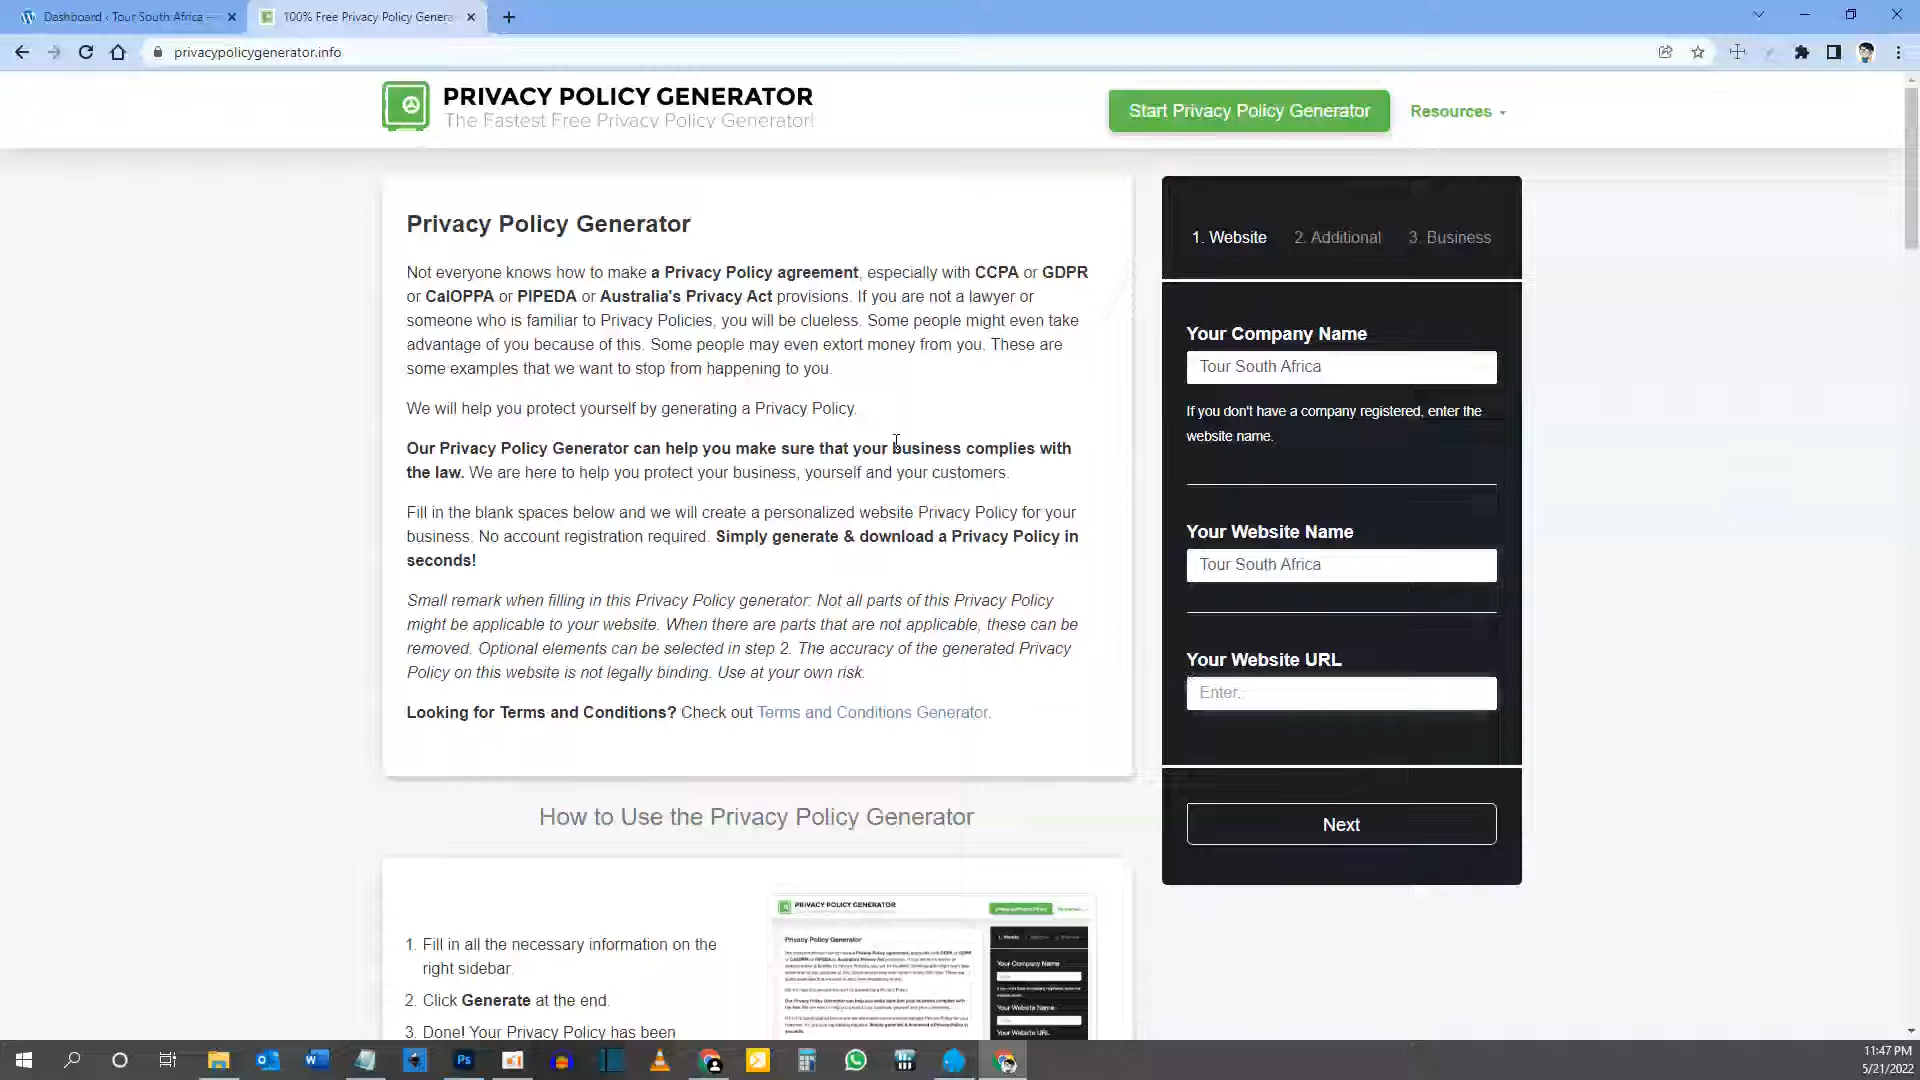 Dashboard ‹ Tour South Africa —
100% Free Privacy Policy Genera
privacypolicygenerator.info
PRIVACY POLICY GENERATOR
The Fastest Free Privacy Policy Generator!
Start Privacy Policy Generator
Resources
Privacy Policy Generator
Not everyone knows how to make a Privacy Policy agreement, especially with CCPA or GDPR
or CalOPPA or PIPEDA or Australia's Privacy Act provisions. If you are not a lawyer or
someone who is familiar to Privacy Policies, you will be clueless. Some people might even take
advantage of you because of this. Some people may even extort money from you. These are
some examples that we want to stop from happening to you.
We will help you protect yourself by generating a Privacy Policy.
Our Privacy Policy Generator can help you make sure that your business complies with
the law. We are here to help you protect your business, yourself and your customers.
Fill in the blank spaces below and we will create a personalized website Privacy Policy for your
business. No account registration required. Simply generate & download a Privacy Policy in
seconds!
Small remark when filling in this Privacy Policy generator: Not all parts of this Privacy Policy
might be applicable to your website. When there are parts that are not applicable, these can be
removed. Optional elements can be selected in step 2. The accuracy of the generated Privacy
Policy on this website is not legally binding. Use at your own risk.
Looking for Terms and Conditions? Check out Terms and Conditions Generator.
1. Website
2. Additional
3. Business
Your Company Name
Tour South Africa
If you don't have a company registered, enter the
website name.
Your Website Name
Tour South Africa
Your Website URL
Enter..
Next
How to Use the Privacy Policy Generator
1. Fill in all the necessary information on the
right sidebar.
2. Click Generate at the end.
3. Done! Your Privacy Policy has been
PRIVACY POLICY GENERATOR
Privacy Policy Generator
Your Company Name
Your Website Name
Your Website URL
11:47 PM
5/21/2022